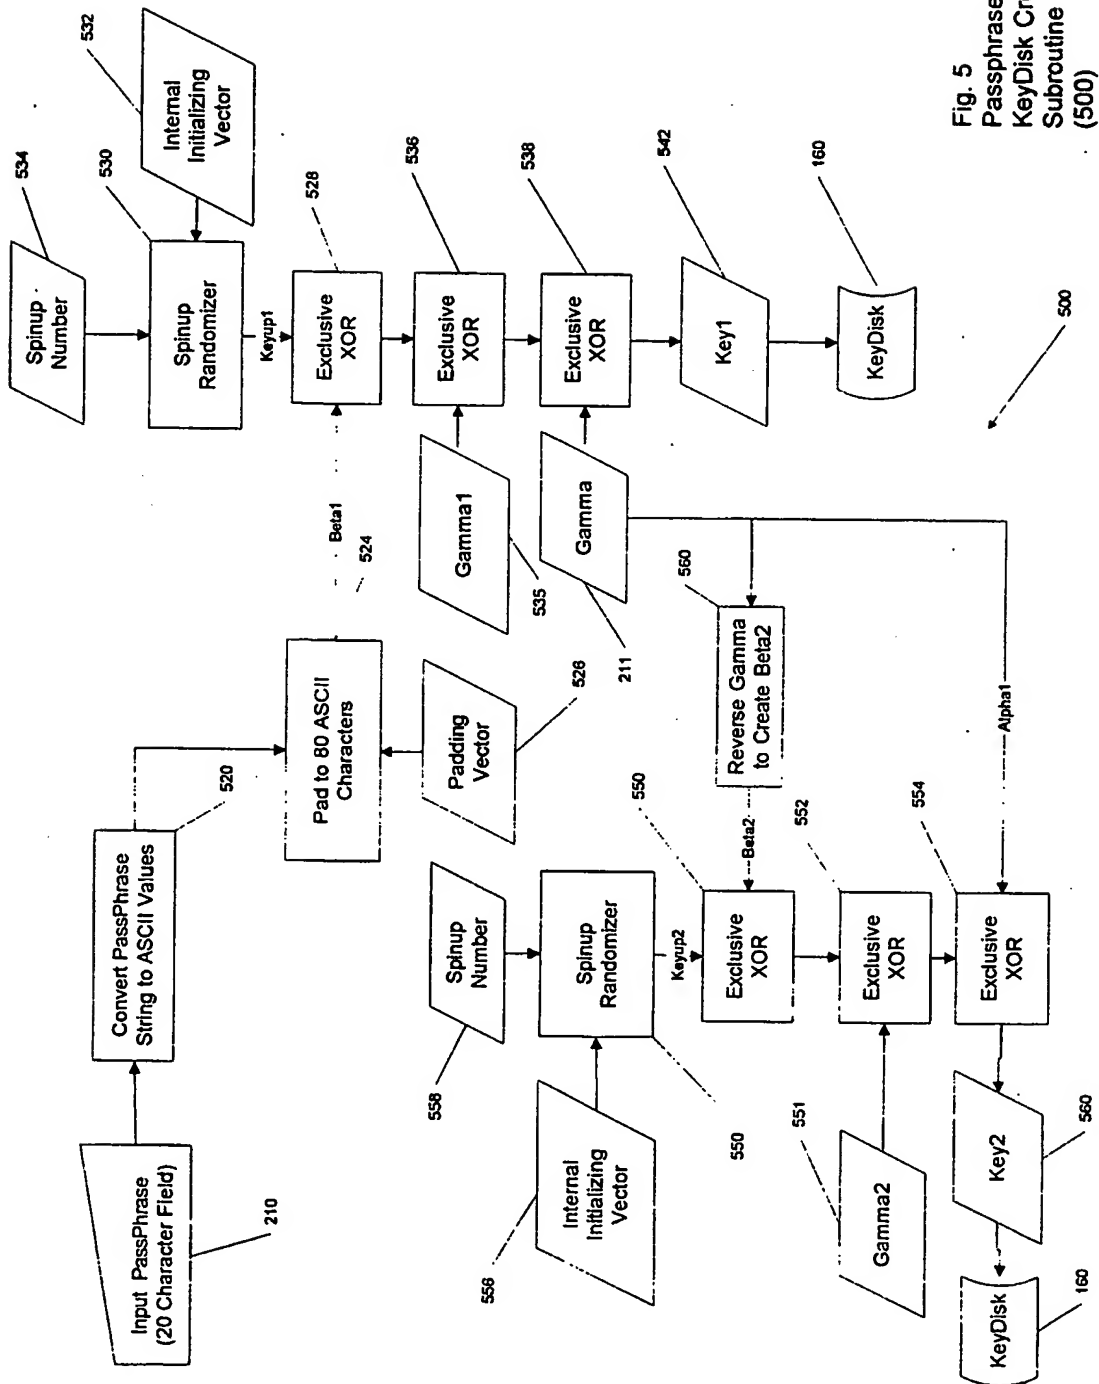 Input PassPhrase
(20 Character Field)
210
Convert PassPhrase
String to ASCII Values
520
Pad to 80 ASCII
Characters
524
Padding
Vector
526
Beta1
Spinup
Number
534
Spinup
Randomizer
530
Internal
Initializing
Vector
532
Keyup1
Exclusive
XOR
528
Gamma1
535
Exclusive
XOR
536
Gamma
211
Exclusive
XOR
538
Key1
542
KeyDisk
160
Spinup
Number
558
Internal
Initializing
Vector
556
Spinup
Randomizer
550
Keyup2
Reverse Gamma
to Create Beta2
560
Beta2
Exclusive
XOR
550
Gamma2
551
Exclusive
XOR
552
Alpha1
Exclusive
XOR
554
Key2
560
KeyDisk
160
500
Fig. 5
Passphrase
KeyDisk Cr
Subroutine
(500)